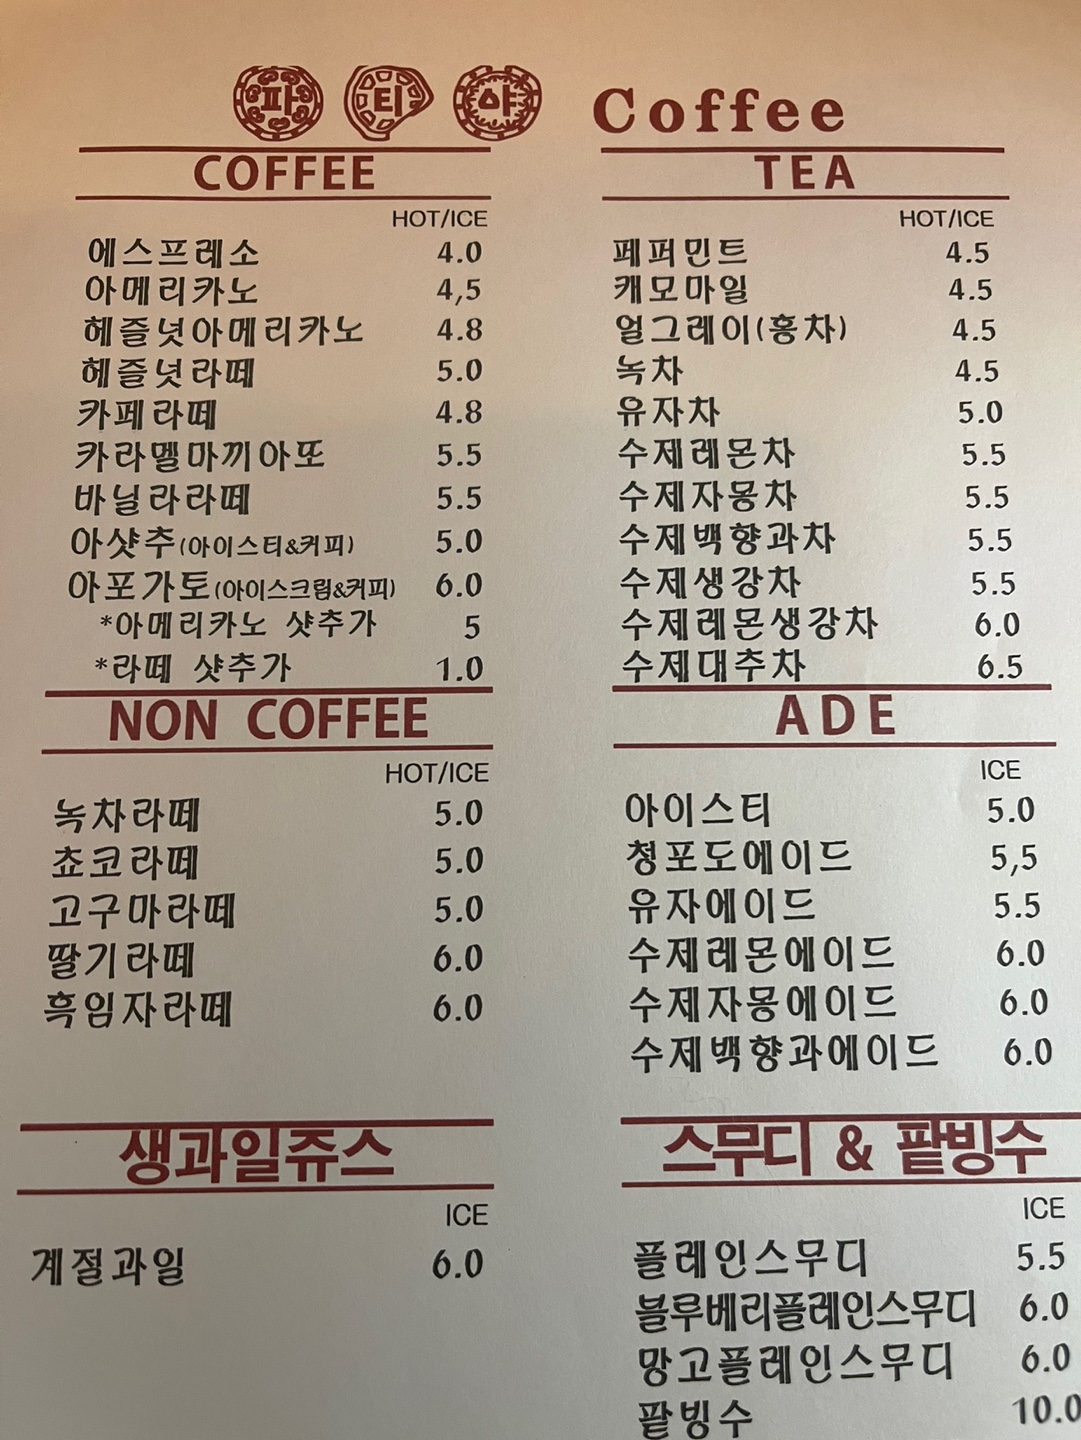 파티야 Coffee
COFFEE
HOT/ICE
에스프레소 4.0
아메리카노 4,5
헤즐넛아메리카노 4.8
헤즐넛라떼 5.0
카페라떼 4.8
카라멜마끼아또 5.5
바닐라라떼 5.5
아샷추(아이스티&커피) 5.0
아포가토(아이스크림&커피) 6.0
*아메리카노 샷추가 5
*라떼 샷추가 1.0
TEA
HOT/ICE
페퍼민트 4.5
캐모마일 4.5
얼그레이(홍차) 4.5
녹차 4.5
유자차 5.0
수제레몬차 5.5
수제자몽차 5.5
수제백향과차 5.5
수제생강차 5.5
수제레몬생강차 6.0
수제대추차 6.5
NON COFFEE
HOT/ICE
녹차라떼 5.0
쵸코라떼 5.0
고구마라떼 5.0
딸기라떼 6.0
흑임자라떼 6.0
ADE
ICE
아이스티 5.0
청포도에이드 5,5
유자에이드 5.5
수제레몬에이드 6.0
수제자몽에이드 6.0
수제백향과에이드 6.0
생과일쥬스
ICE
계절과일 6.0
스무디 & 팥빙수
ICE
플레인스무디 5.5
블루베리플레인스무디 6.0
망고플레인스무디 6.0
팥빙수 10.0